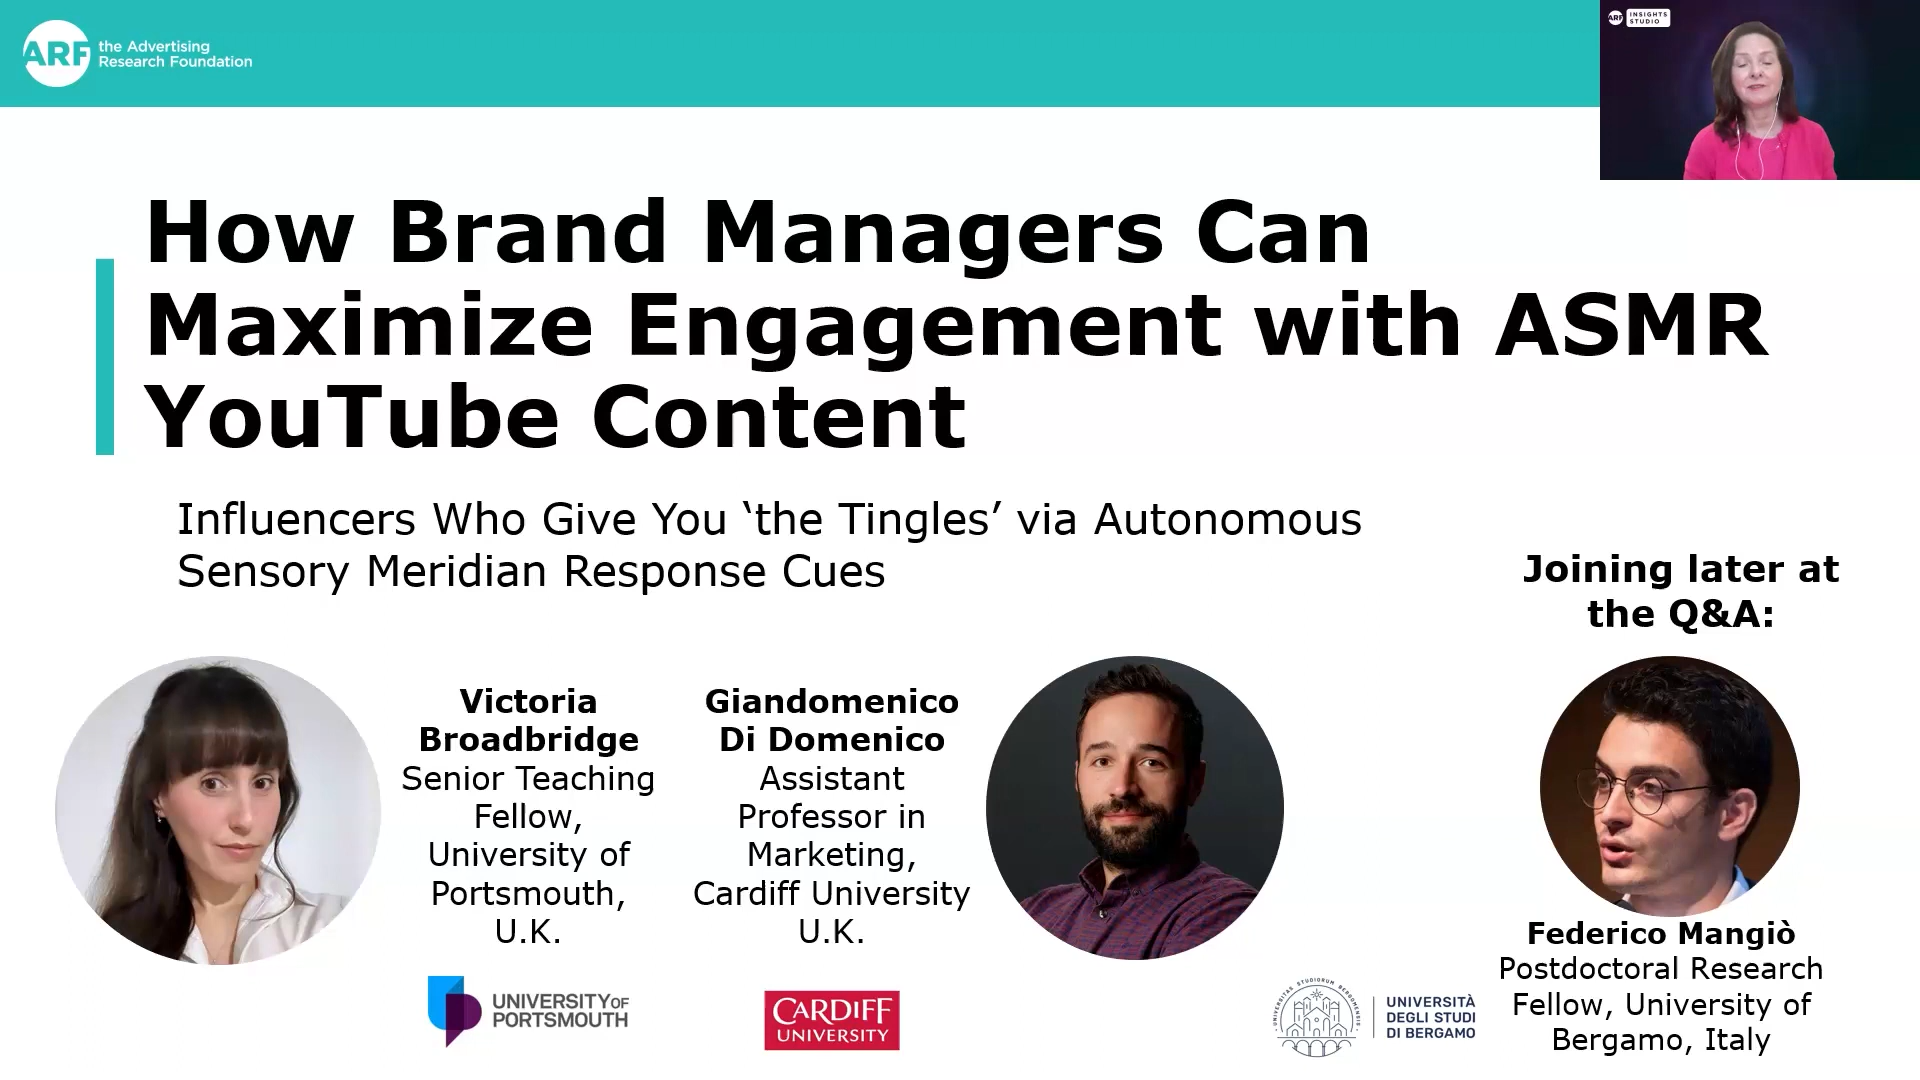 ARF the Advertising
Research Foundation
ARF INSIGHTS
STUDIO
How Brand Managers Can
Maximize Engagement with ASMR
YouTube Content
Influencers Who Give You ‘the Tingles’ via Autonomous
Sensory Meridian Response Cues
Joining later at
the Q&A:
Victoria
Broadbridge
Senior Teaching
Fellow,
University of
Portsmouth,
U.K.
Giandomenico
Di Domenico
Assistant
Professor in
Marketing,
Cardiff University
U.K.
Federico Mangiò
Postdoctoral Research
Fellow, University of
Bergamo, Italy
UNIVERSITY OF
PORTSMOUTH
CARDIFF
UNIVERSITY
UNIVERSITÀ
DEGLI STUDI
DI BERGAMO